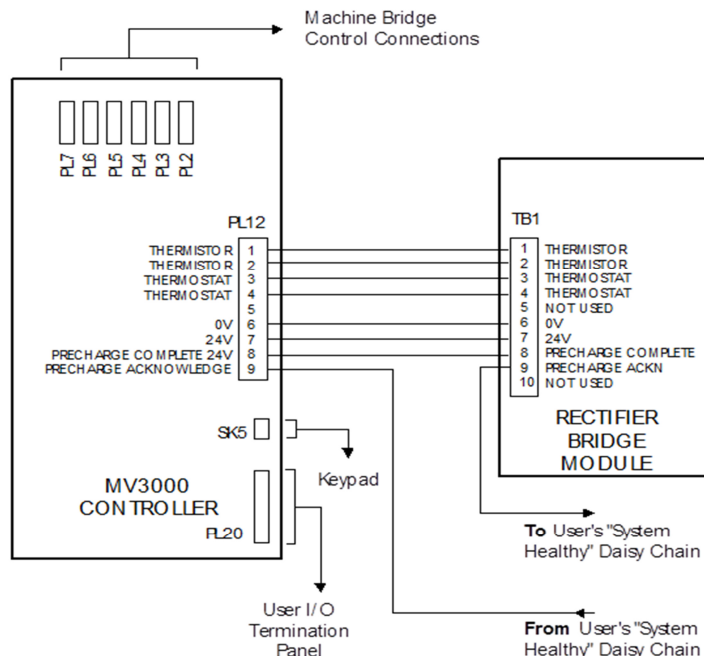 Machine Bridge
Control Connections
PL7
PL6
PL5
PL4
PL3
PL2
PL12
THERMISTOR 1
THERMISTOR 2
THERMOSTAT 3
THERMOSTAT 4
5
0V 6
24V 7
PRECHARGE COMPLETE 24V 8
PRECHARGE ACKNOWLEDGE 9
TB1
1 THERMISTOR
2 THERMISTOR
3 THERMOSTAT
4 THERMOSTAT
5 NOT USED
6 0V
7 24V
8 PRECHARGE COMPLETE
9 PRECHARGE ACKN
10 NOT USED
RECTIFIER
BRIDGE
MODULE
SK5
Keypad
MV3000
CONTROLLER
PL20
To User's "System
Healthy" Daisy Chain
User I/O
Termination
Panel
From User's "System
Healthy" Daisy Chain